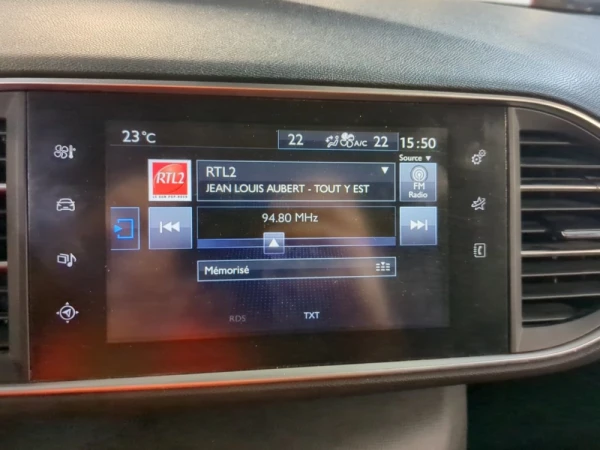 23°C
22 A/C 22
15:50
Source
RTL2
RTL2
JEAN LOUIS AUBERT - TOUT Y EST
FM
Radio
94.80 MHz
Mémorisé
RDS TXT